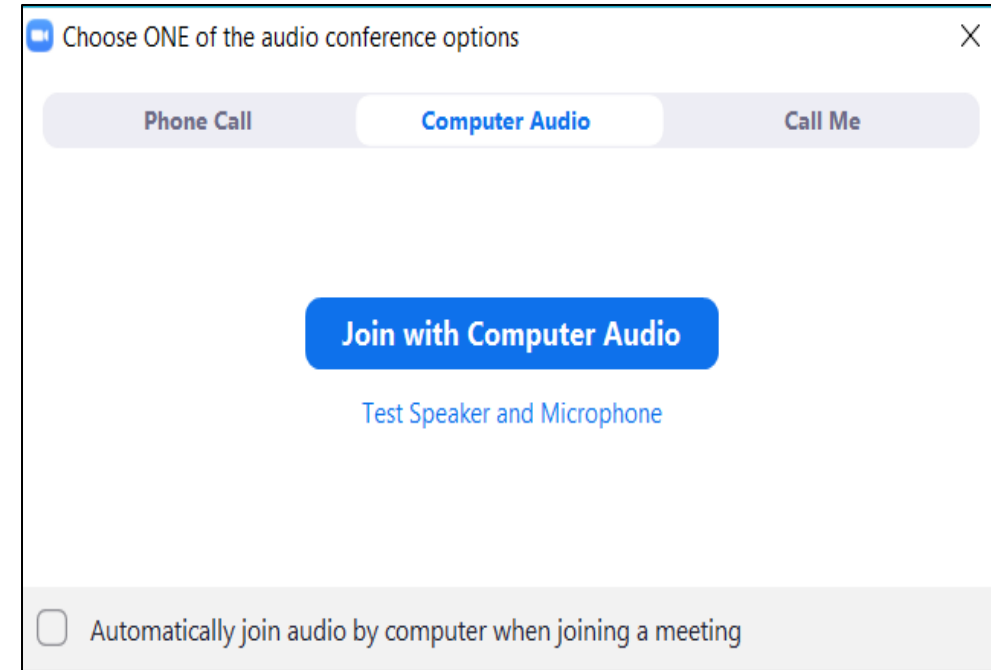 Choose ONE of the audio conference options
Phone Call Computer Audio Call Me
Join with Computer Audio
Test Speaker and Microphone
Automatically join audio by computer when joining a meeting